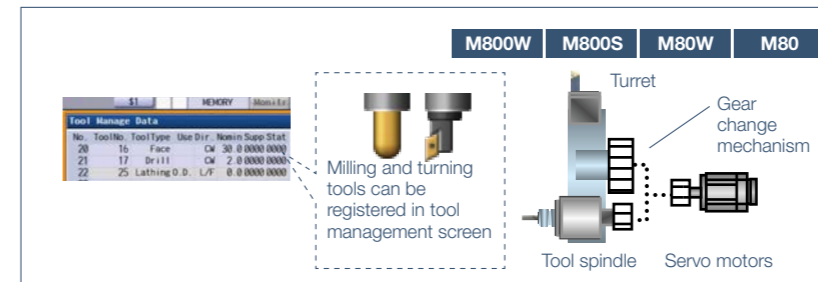 M800W M800S M80W M80
$1 MEMORY Monitr
Tool Manage Data
No. ToolNo. ToolType Use Dir. Nomin Supp Stat
20 16 Face CW 30.0 0000 0000
21 17 Drill CW 2.0 0000 0000
22 25 Lathing O.D. L/F 0.0 0000 0000
Milling and turning
tools can be
registered in tool
management screen
Turret
Gear
change
mechanism
Tool spindle Servo motors